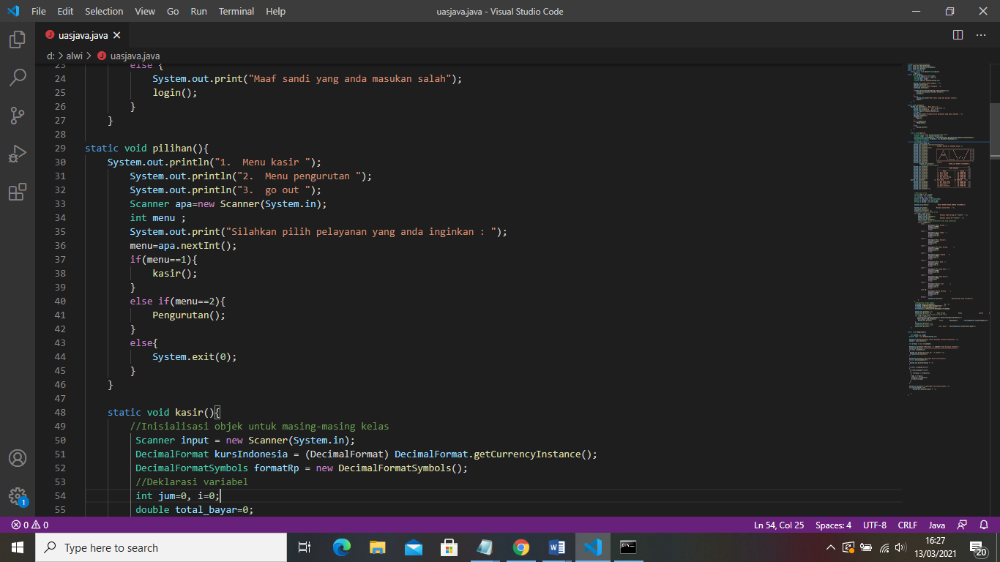 File Edit Selection View Go Run Terminal Help uasjava.java - Visual Studio Code
uasjava.java
d: > alwi > uasjava.java
23 else {
24 System.out.print("Maaf sandi yang anda masukan salah");
25 login();
26 }
27 }
28
29 static void pilihan(){
30 System.out.println("1.  Menu kasir ");
31 System.out.println("2.  Menu pengurutan ");
32 System.out.println("3.  go out ");
33 Scanner apa=new Scanner(System.in);
34 int menu ;
35 System.out.print("Silahkan pilih pelayanan yang anda inginkan : ");
36 menu=apa.nextInt();
37 if(menu==1){
38 kasir();
39 }
40 else if(menu==2){
41 Pengurutan();
42 }
43 else{
44 System.exit(0);
45 }
46 }
47
48 static void kasir(){
49 //Inisialisasi objek untuk masing-masing kelas
50 Scanner input = new Scanner(System.in);
51 DecimalFormat kursIndonesia = (DecimalFormat) DecimalFormat.getCurrencyInstance();
52 DecimalFormatSymbols formatRp = new DecimalFormatSymbols();
53 //Deklarasi variabel
54 int jum=0, i=0;
55 double total_bayar=0;
1
0 0 Ln 54, Col 25 Spaces: 4 UTF-8 CRLF Java
Type here to search
16:27
13/03/2021
20